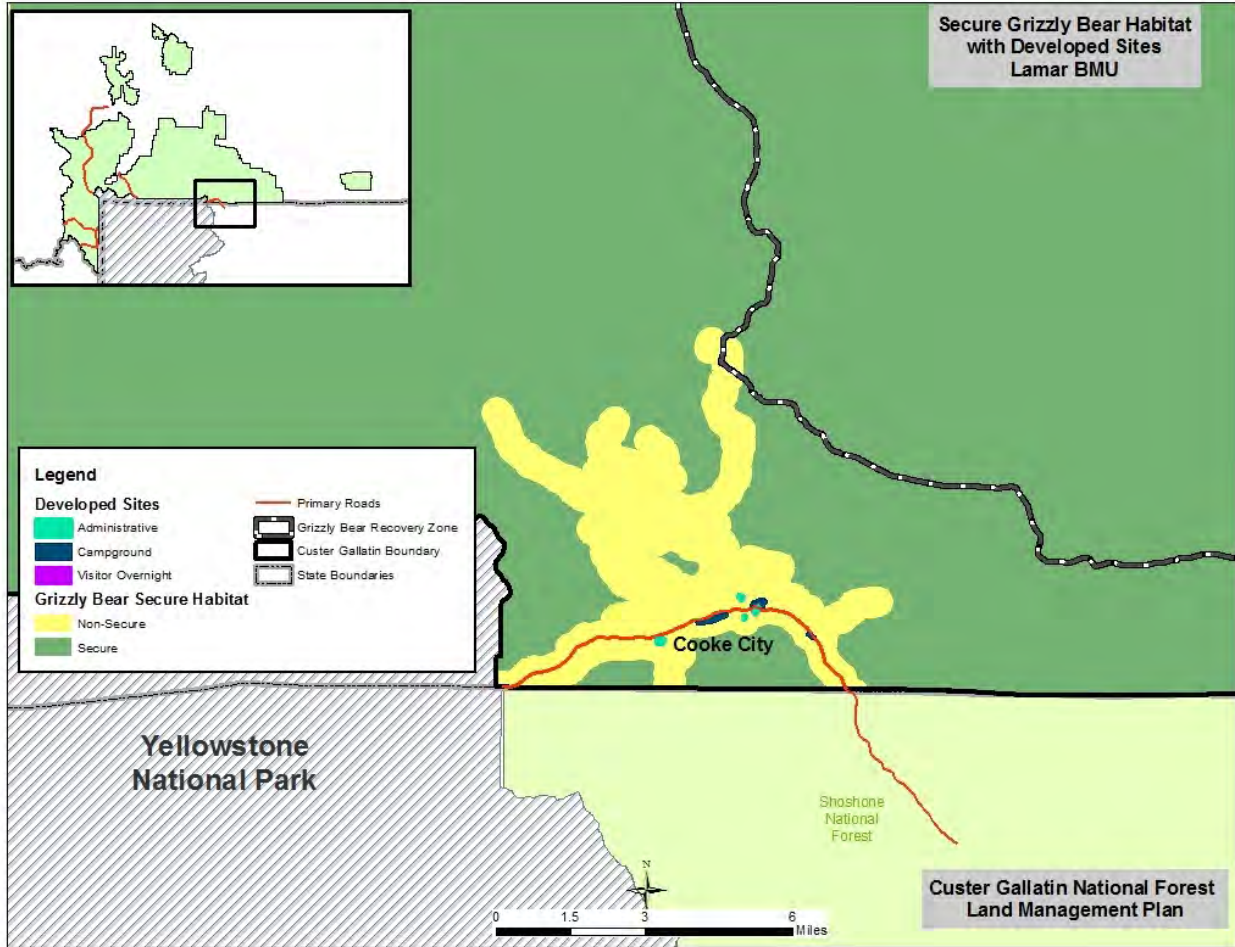 Secure Grizzly Bear Habitat
with Developed Sites
Lamar BMU
Legend
Developed Sites
Administrative
Campground
Visitor Overnight
Grizzly Bear Secure Habitat
Non-Secure
Secure
Primary Roads
Grizzly Bear Recovery Zone
Custer Gallatin Boundary
State Boundaries
Cooke City
Yellowstone
National Park
Shoshone
National
Forest
N
0 1.5 3 6
Miles
Custer Gallatin National Forest
Land Management Plan